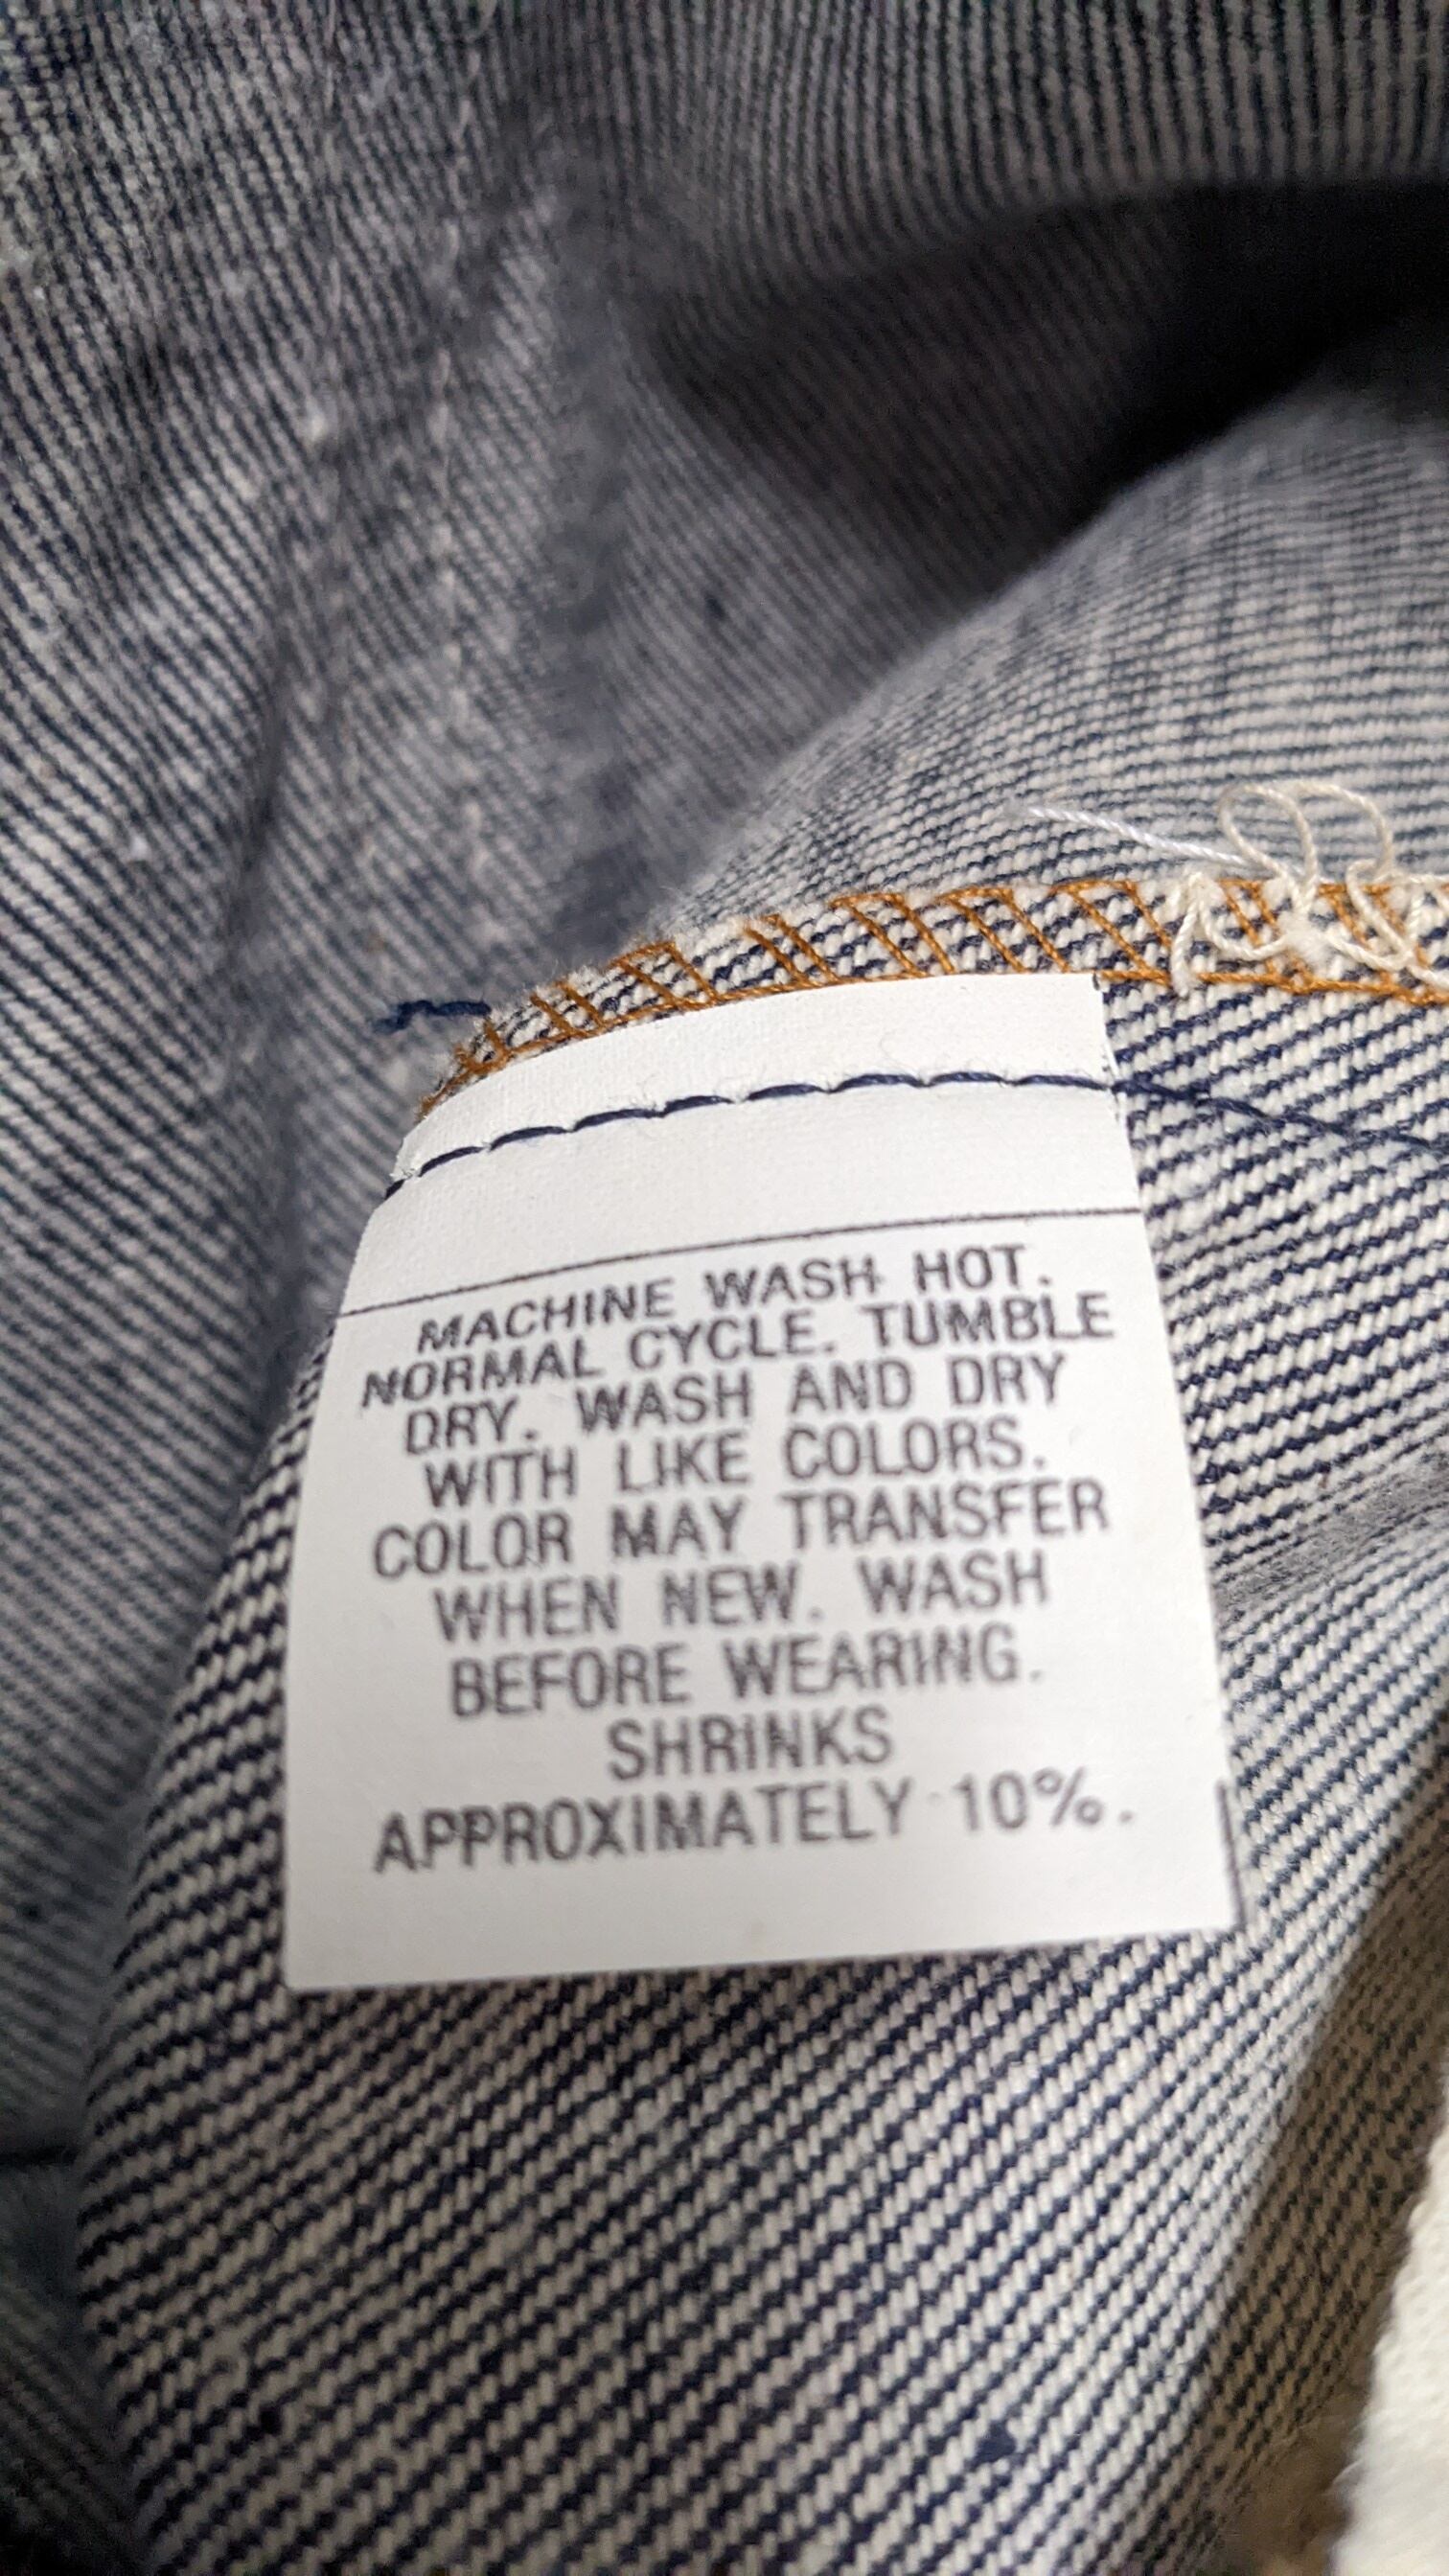 MACHINE WASH HOT.
NORMAL CYCLE. TUMBLE
DRY. WASH AND DRY
WITH LIKE COLORS.
COLOR MAY TRANSFER
WHEN NEW. WASH
BEFORE WEARING.
SHRINKS
APPROXIMATELY 10%.